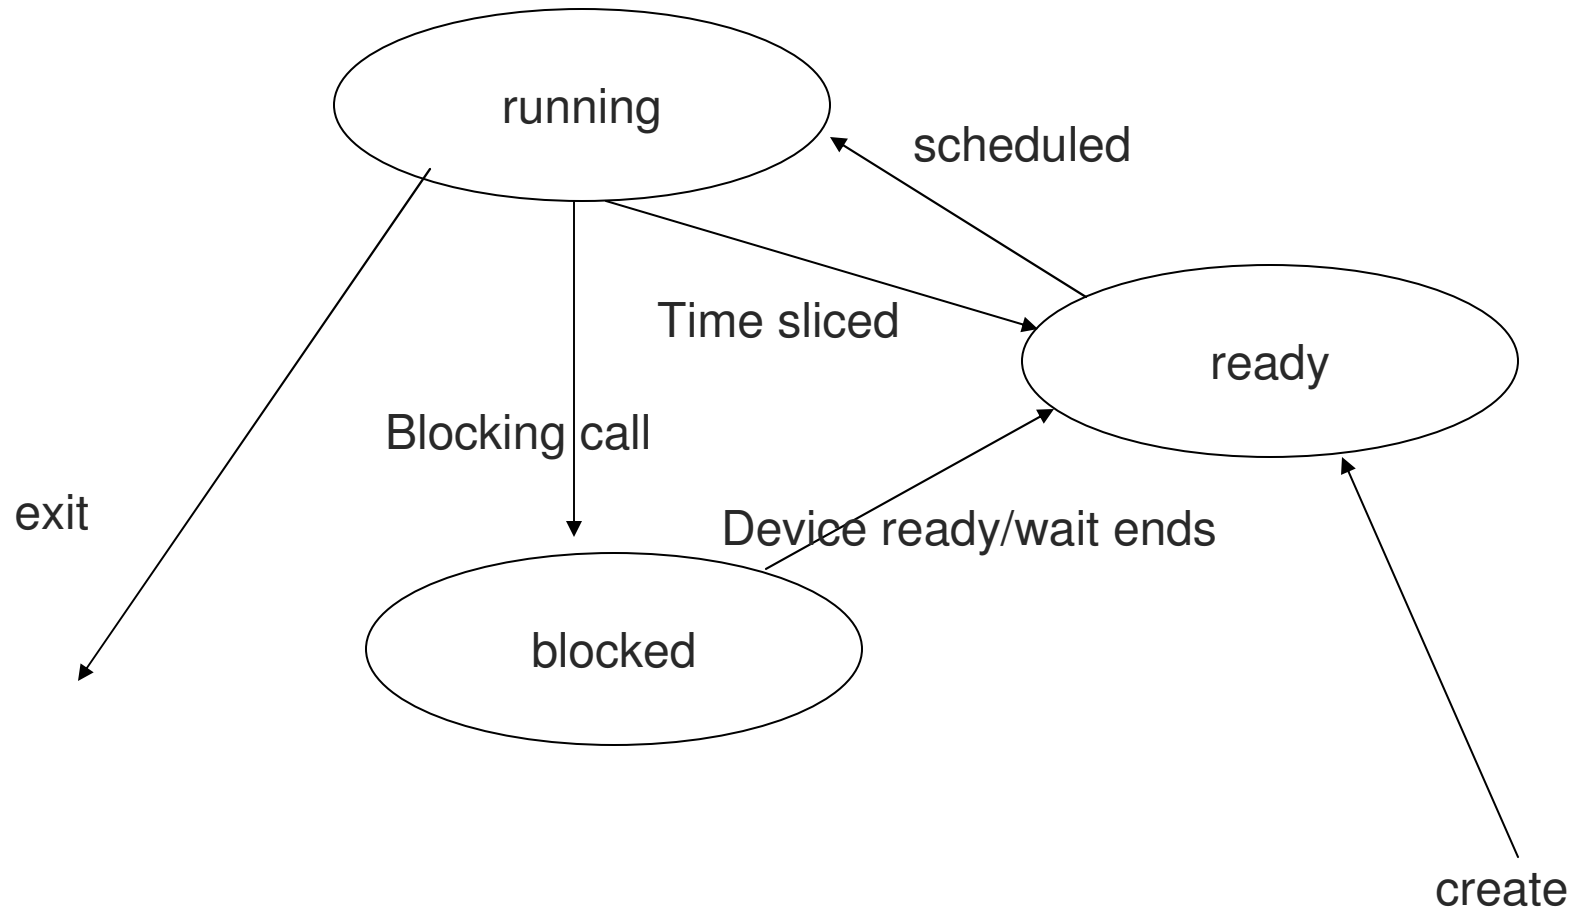 running
scheduled
Time sliced
ready
Blocking call
exit
Device ready/wait ends
blocked
create